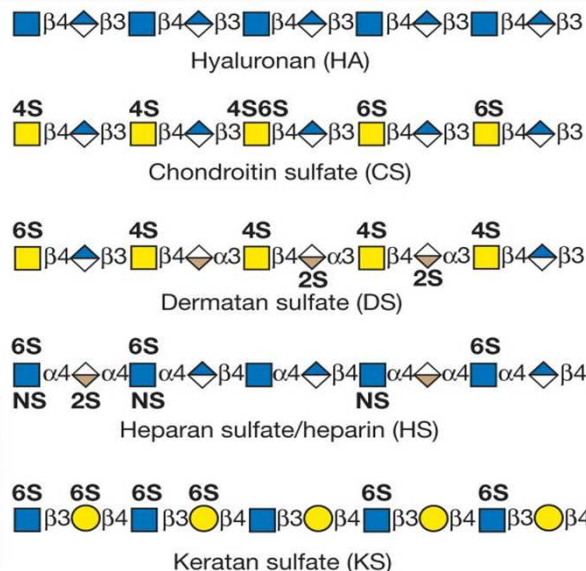 β4 β3 β4 β3 β4 β3 β4 β3 β4 β3
Hyaluronan (HA)
4S 4S 4S6S 6S 6S
β4 β3 β4 β3 β4 β3 β4 β3 β4 β3
Chondroitin sulfate (CS)
6S 4S 4S 4S 4S
β4 β3 β4 α3 β4 α3 β4 α3 β4 β3
2S 2S
Dermatan sulfate (DS)
6S 6S 6S
α4 α4 α4 β4 α4 β4 α4 α4 α4 β4
NS 2S NS NS
Heparan sulfate/heparin (HS)
6S 6S 6S 6S 6S 6S
β3 β4 β3 β4 β3 β4 β3 β4 β3 β4
Keratan sulfate (KS)